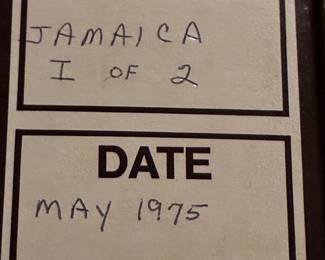 JAMAICA
I OF 2
DATE
MAY 1975